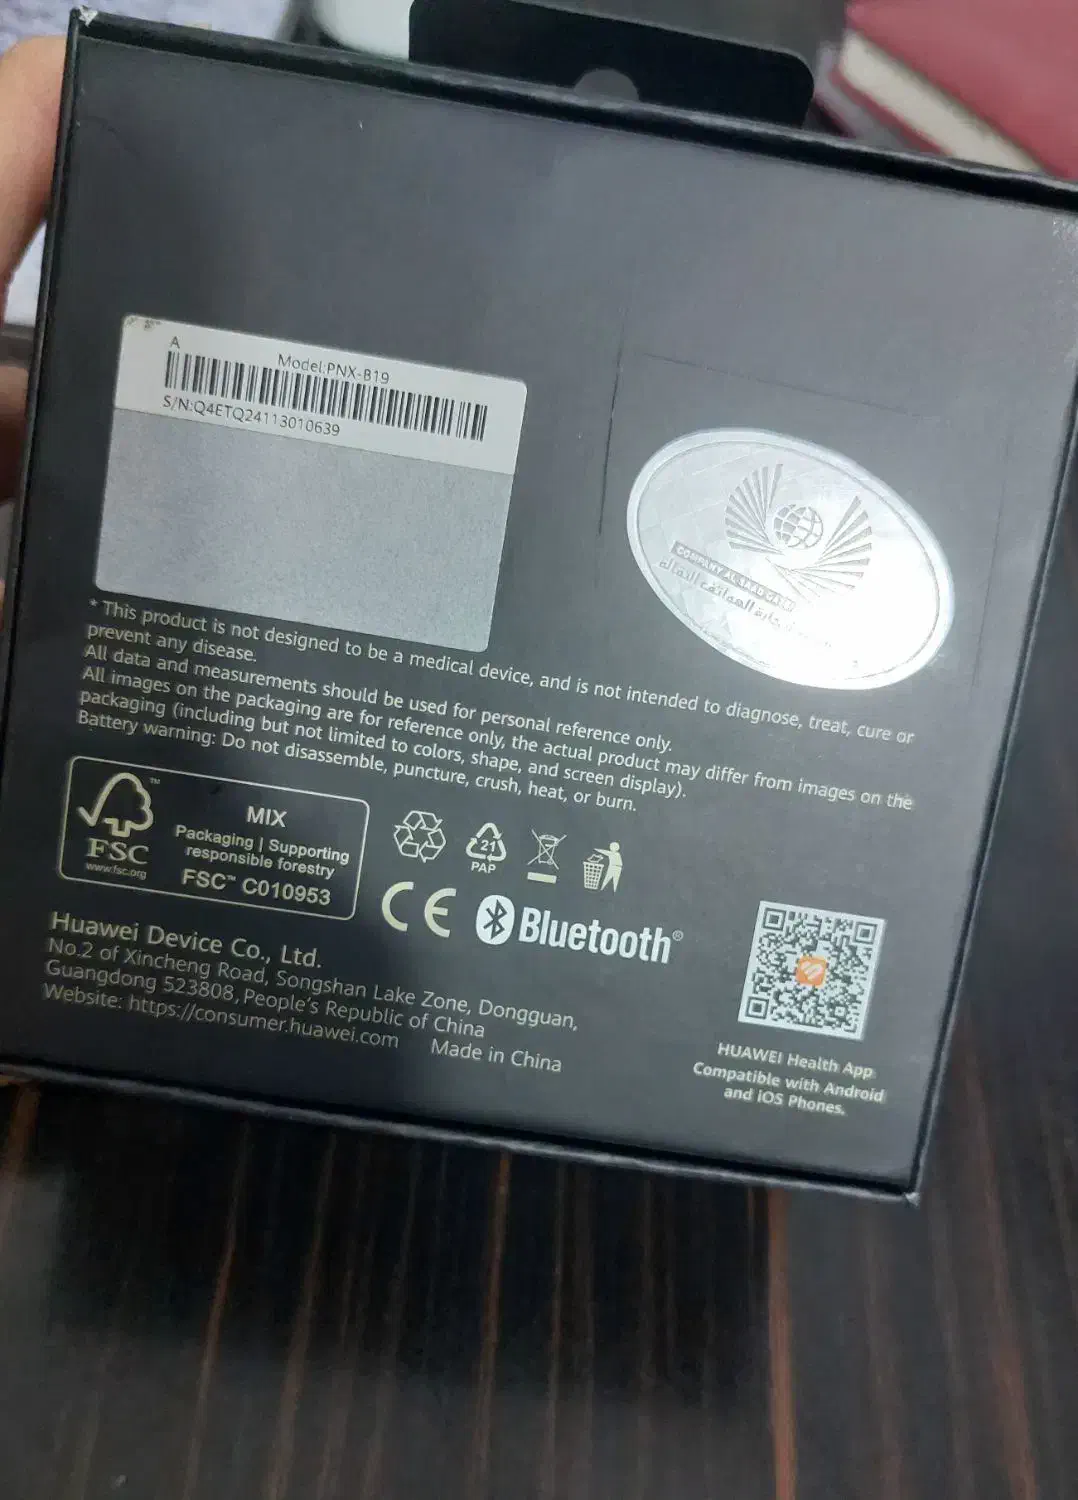 A
Model:PNX-B19
S/N:Q4ETQ24113010639
COMPANY AL SAAD
* This product is not designed to be a medical device, and is not intended to diagnose, treat, cure or
prevent any disease.
All data and measurements should be used for personal reference only.
All images on the packaging are for reference only, the actual product may differ from images on the
packaging (including but not limited to colors, shape, and screen display).
Battery warning: Do not disassemble, puncture, crush, heat, or burn.
FSC™
www.fsc.org
MIX
Packaging | Supporting
responsible forestry
FSC™ C010953
21
PAP
CE
Bluetooth®
Huawei Device Co., Ltd.
No.2 of Xincheng Road, Songshan Lake Zone, Dongguan,
Guangdong 523808, People's Republic of China
Website: https://consumer.huawei.com Made in China
HUAWEI Health App
Compatible with Android
and iOS Phones.